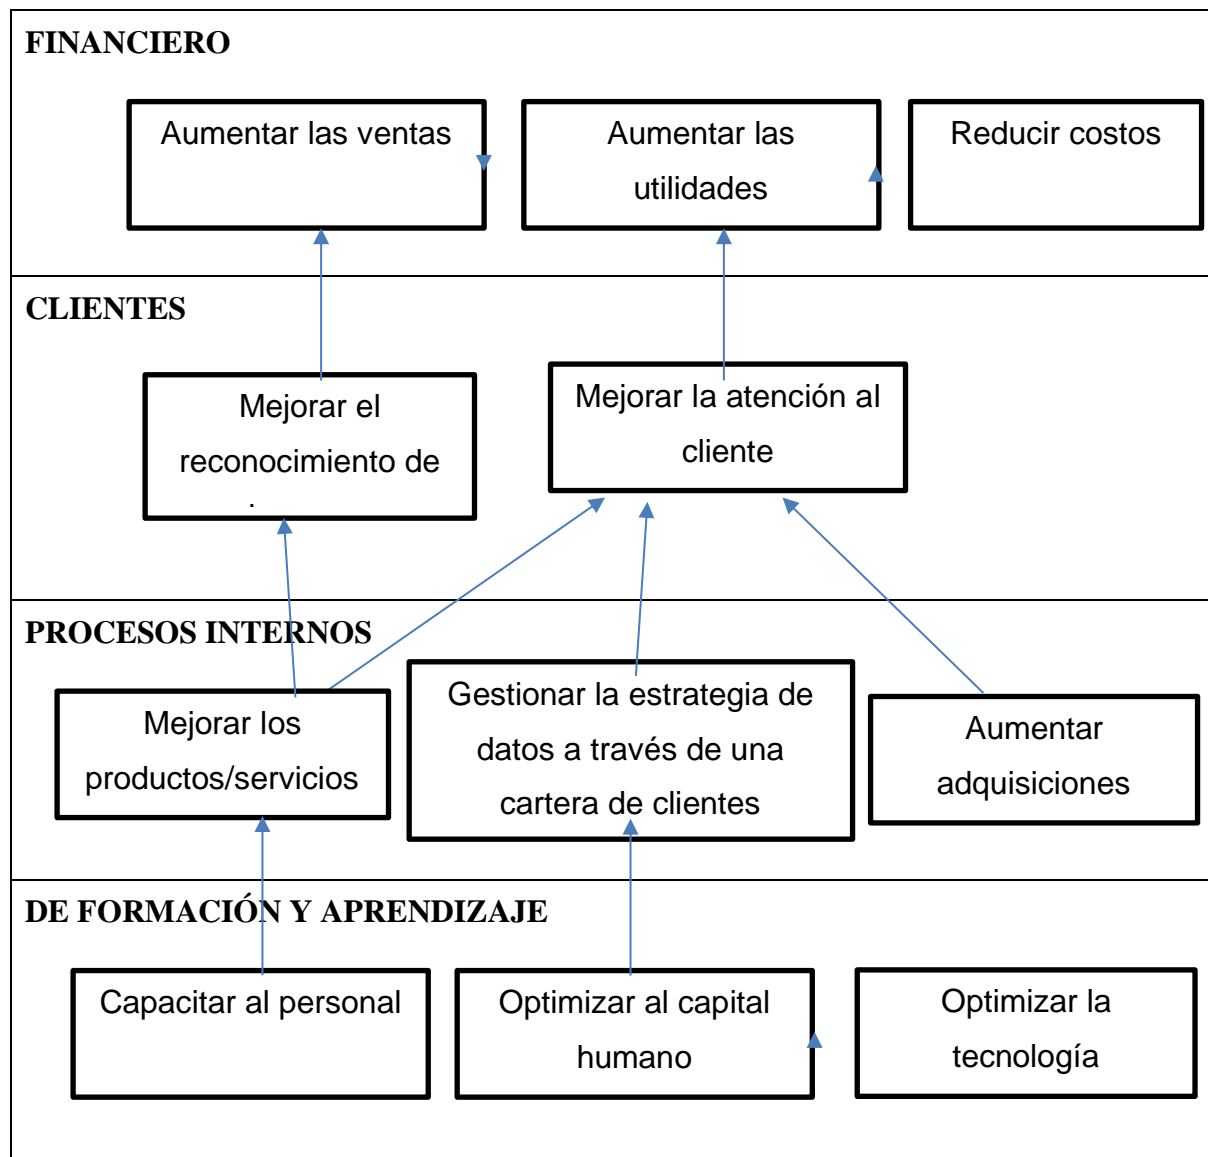 FINANCIERO
Aumentar las ventas
Aumentar las
utilidades
Reducir costos
CLIENTES
Mejorar el
reconocimiento de
Mejorar la atención al
cliente
PROCESOS INTERNOS
Mejorar los
productos/servicios
Gestionar la estrategia de
datos a través de una
cartera de clientes
Aumentar
adquisiciones
DE FORMACIÓN Y APRENDIZAJE
Capacitar al personal
Optimizar al capital
humano
Optimizar la
tecnología